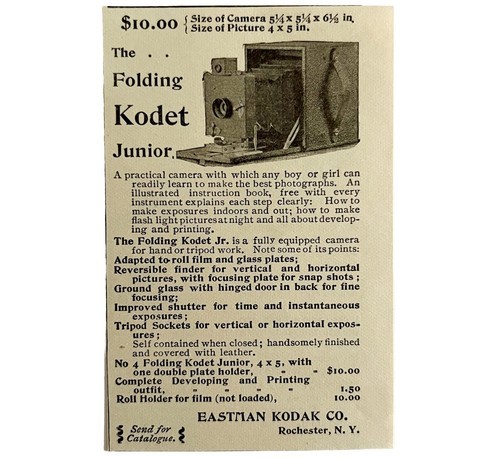 $10.00 { Size of Camera 5¼ x 5¼ x 6½ in.
Size of Picture 4 x 5 in.
The . .
Folding
Kodet
Junior.
A practical camera with which any boy or girl can
readily learn to make the best photographs. An
illustrated instruction book, free with every
instrument explains each step clearly: How to
make exposures indoors and out; how to make
flash light pictures at night and all about develop-
ing and printing.
The Folding Kodet Jr. is a fully equipped camera
for hand or tripod work. Note some of its points:
Adapted to roll film and glass plates;
Reversible finder for vertical and horizontal
pictures, with focusing plate for snap shots;
Ground glass with hinged door in back for fine
focusing;
Improved shutter for time and instantaneous
exposures;
Tripod Sockets for vertical or horizontal expos-
ures;
Self contained when closed; handsomely finished
and covered with leather.
No 4 Folding Kodet Junior, 4 x 5, with
one double plate holder, " " $10.00
Complete Developing and Printing
outfit, " " " " " 1.50
Roll Holder for film (not loaded), 10.00
EASTMAN KODAK CO.
Send for
Catalogue.
Rochester, N. Y.